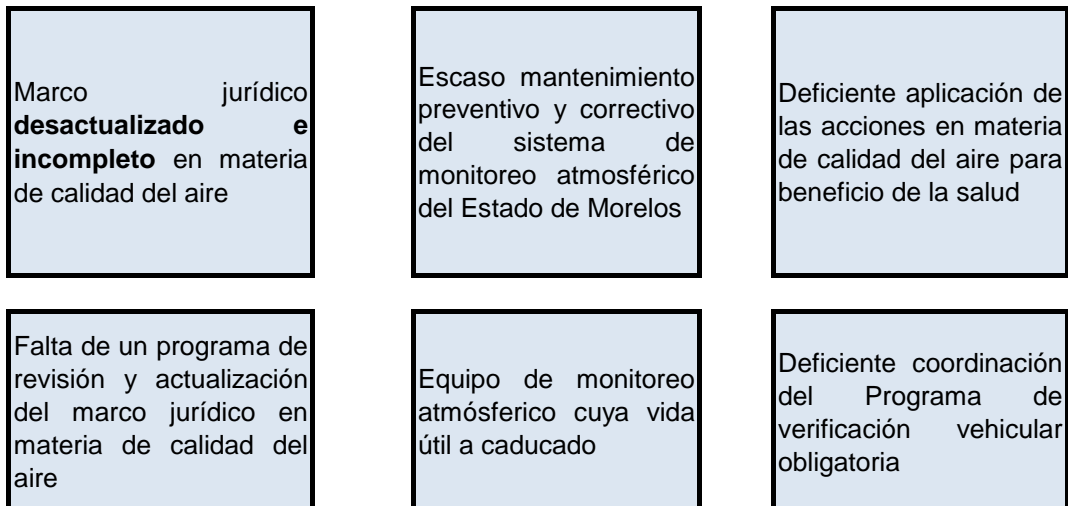 Marco jurídico
desactualizado e
incompleto en materia
de calidad del aire
Escaso mantenimiento
preventivo y correctivo
del sistema de
monitoreo atmosférico
del Estado de Morelos
Deficiente aplicación de
las acciones en materia
de calidad del aire para
beneficio de la salud
Falta de un programa de
revisión y actualización
del marco jurídico en
materia de calidad del
aire
Equipo de monitoreo
atmósferico cuya vida
útil a caducado
Deficiente coordinación
del Programa de
verificación vehicular
obligatoria